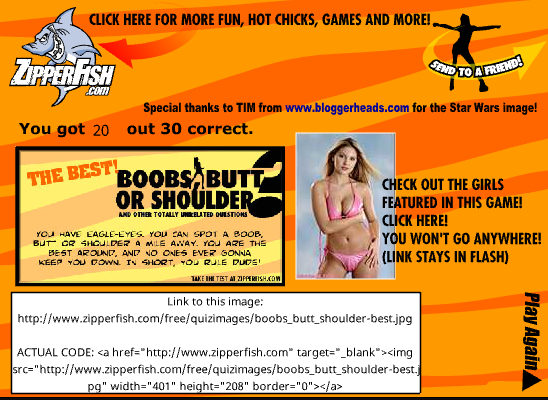 CLICK HERE FOR MORE FUN, HOT CHICKS, GAMES AND MORE!
ZIPPERFISH
.com
SEND TO A FRIEND!
Special thanks to TIM from www.bloggerheads.com for the Star Wars image!
You got 20 out 30 correct.
THE BEST!
BOOBS, BUTT
OR SHOULDER?
AND OTHER TOTALLY UNRELATED QUESTIONS
YOU HAVE EAGLE-EYES. YOU CAN SPOT A BOOB,
BUTT OR SHOULDER A MILE AWAY. YOU ARE THE
BEST AROUND, AND NO ONES EVER GONNA
KEEP YOU DOWN. IN SHORT, YOU RULE DUDE!
TAKE THE TEST AT ZIPPERFISH.COM
CHECK OUT THE GIRLS
FEATURED IN THIS GAME!
CLICK HERE!
YOU WON'T GO ANYWHERE!
(LINK STAYS IN FLASH)
Link to this image:
http://www.zipperfish.com/free/quizimages/boobs_butt_shoulder-best.jpg
ACTUAL CODE: <a href="http://www.zipperfish.com" target="_blank"><img
src="http://www.zipperfish.com/free/quizimages/boobs_butt_shoulder-best.j
pg" width="401" height="208" border="0"></a>
Play Again